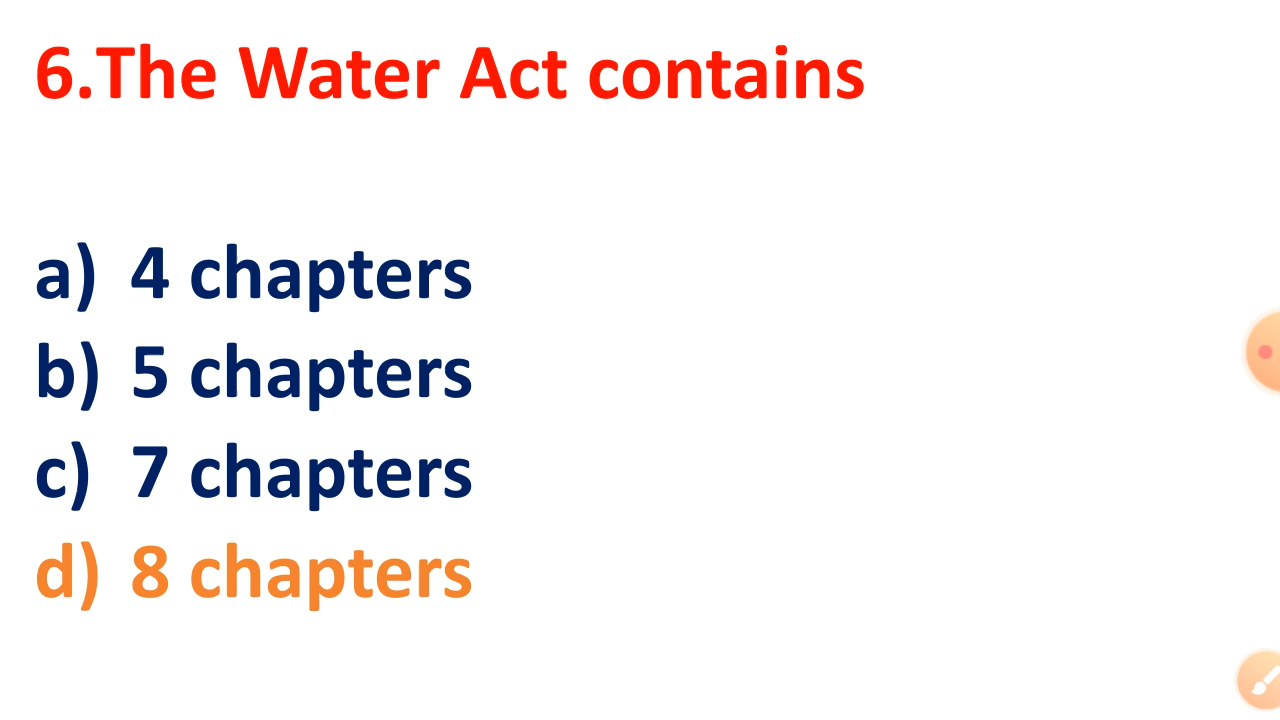 6.The Water Act contains
a) 4 chapters
b) 5 chapters
c) 7 chapters
d) 8 chapters